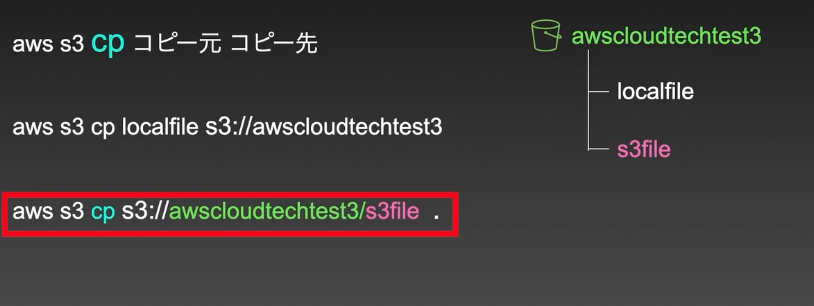 aws s3 cp コピー元 コピー先
aws s3 cp localfile s3://awscloudtechtest3
aws s3 cp s3://awscloudtechtest3/s3file .
awscloudtechtest3
localfile
s3file